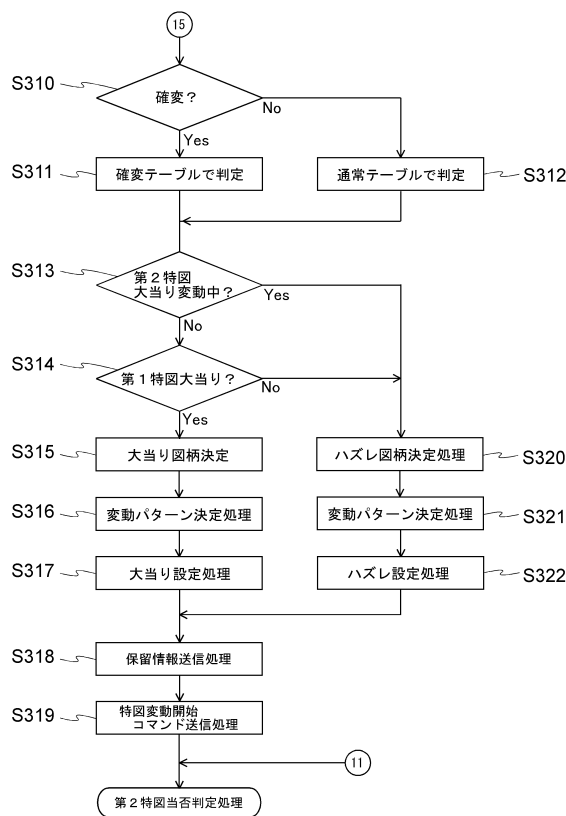 15
S310
確変？
No
Yes
S311
確変テーブルで判定
通常テーブルで判定
S312
S313
第２特図
大当り変動中？
Yes
No
S314
第１特図大当り？
No
Yes
S315
大当り図柄決定
ハズレ図柄決定処理
S320
S316
変動パターン決定処理
変動パターン決定処理
S321
S317
大当り設定処理
ハズレ設定処理
S322
S318
保留情報送信処理
S319
特図変動開始
コマンド送信処理
11
第２特図当否判定処理